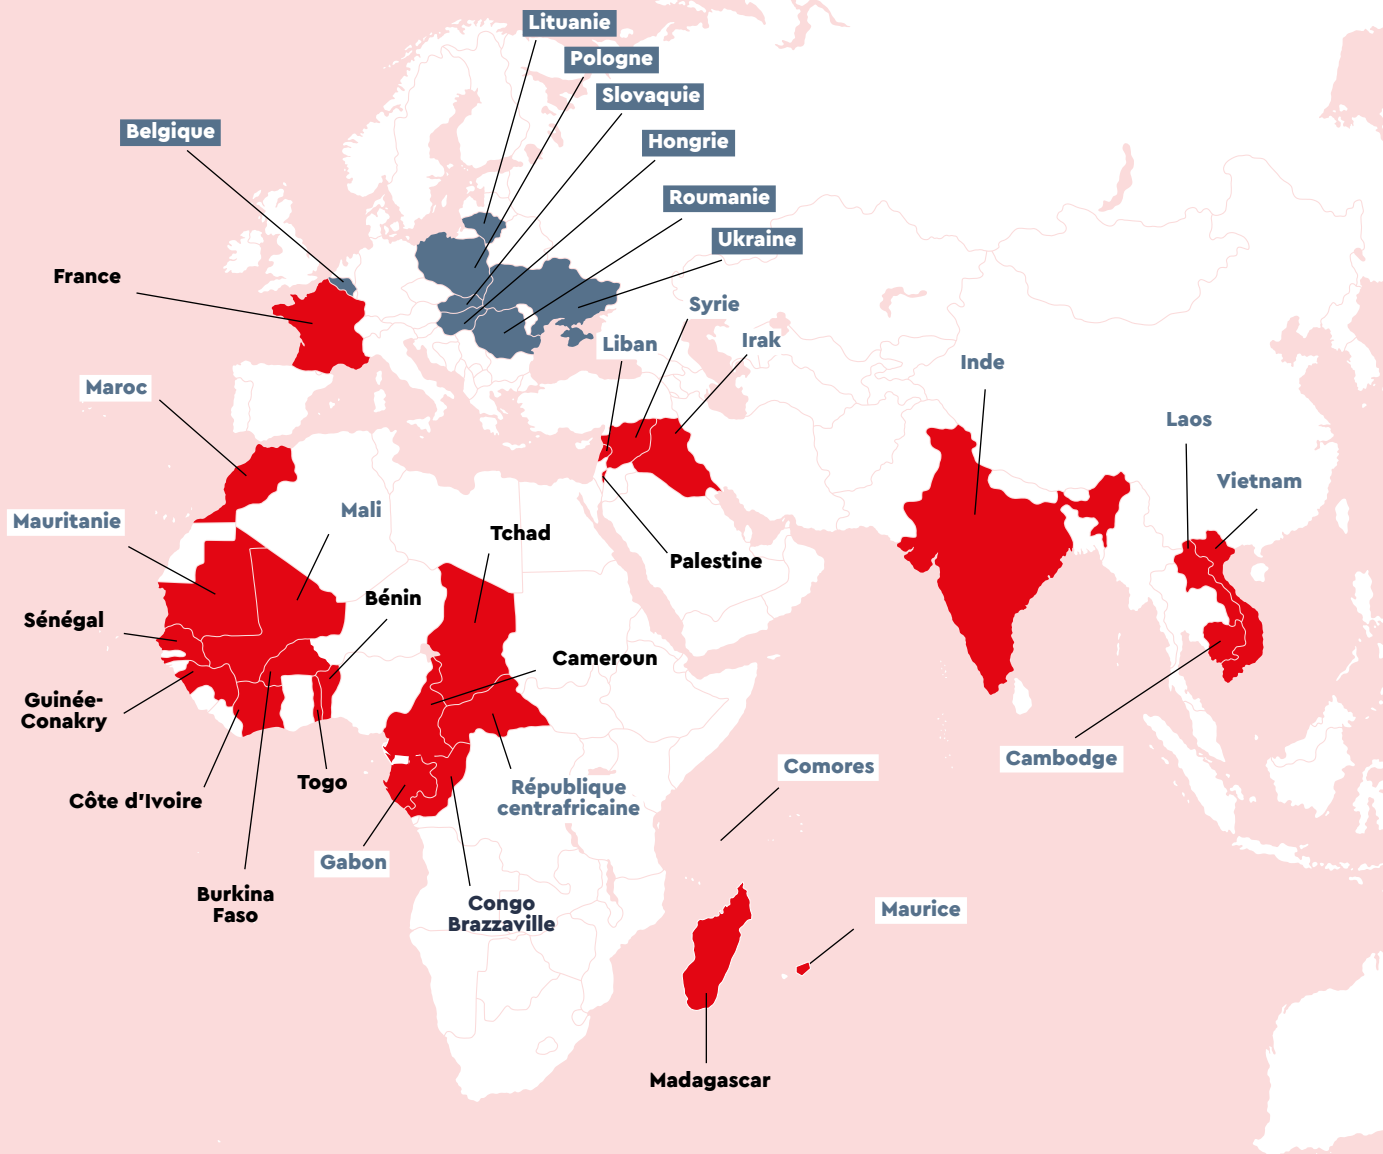 Lituanie
Pologne
Slovaquie
Belgique
Hongrie
Roumanie
Ukraine
France
Syrie
Liban
Irak
Inde
Maroc
Laos
Vietnam
Mauritanie
Mali
Tchad
Palestine
Bénin
Sénégal
Cameroun
Guinée-
Conakry
Cambodge
Comores
Togo
République
centrafricaine
Côte d'Ivoire
Gabon
Burkina
Faso
Congo
Brazzaville
Maurice
Madagascar